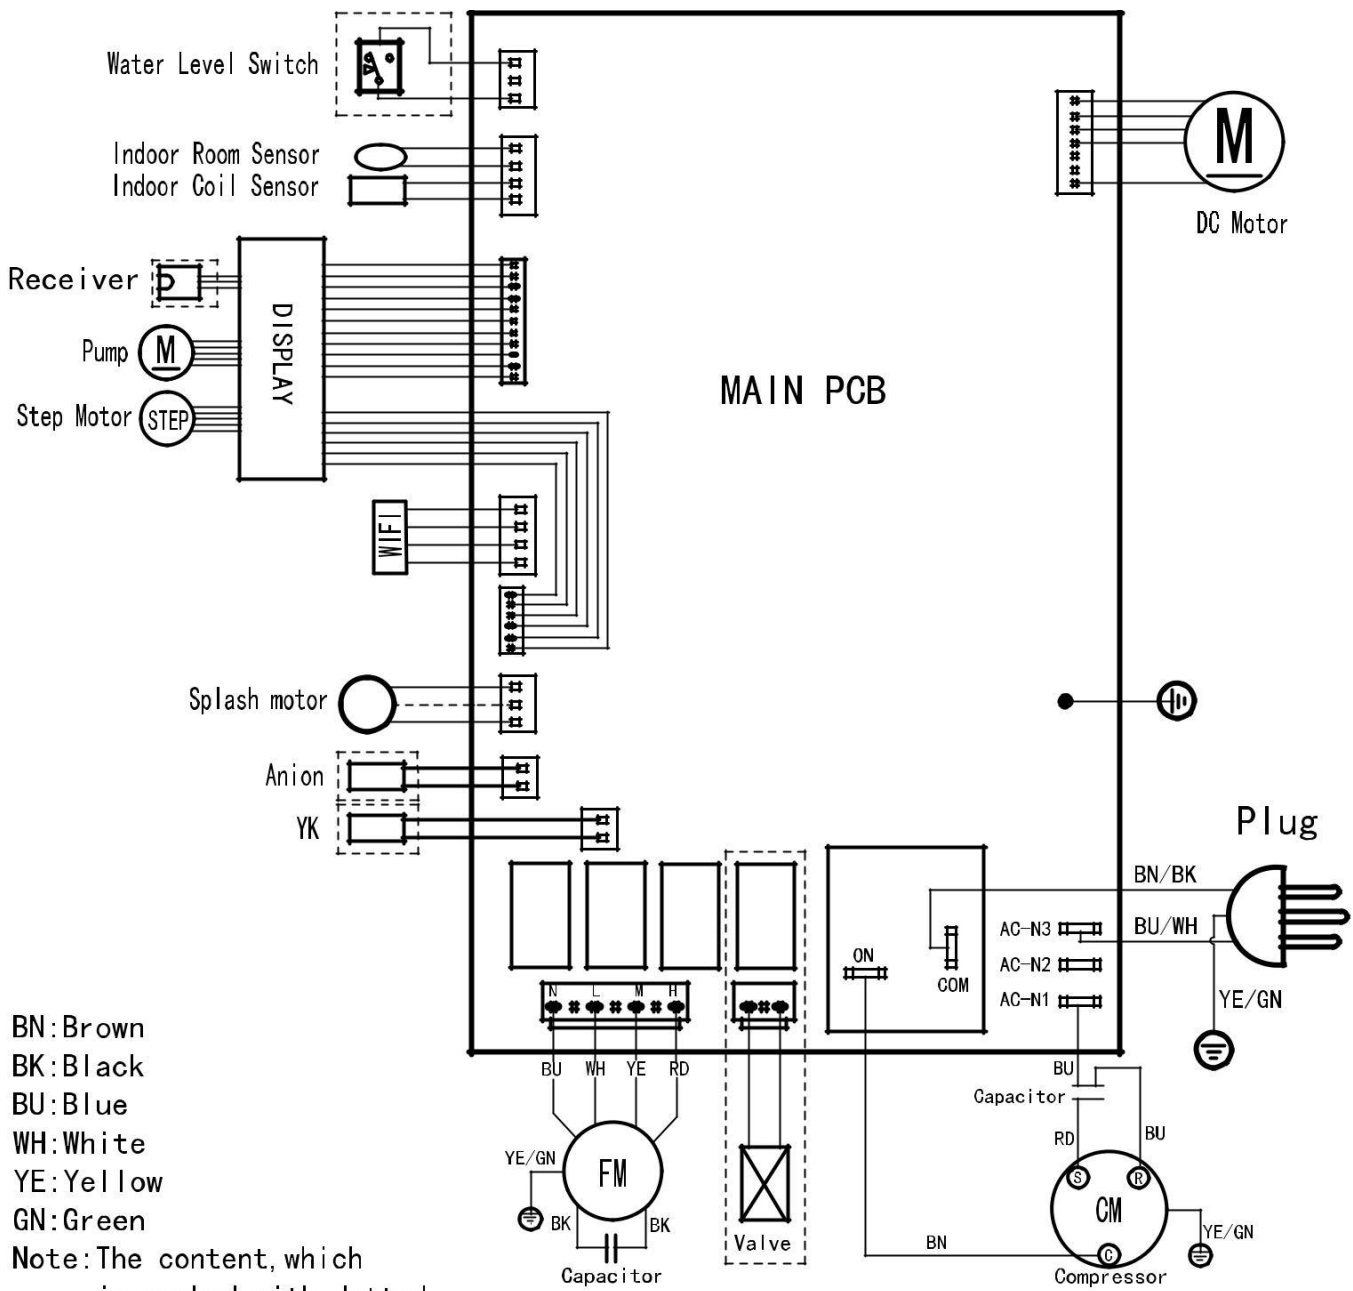 Water Level Switch
Indoor Room Sensor
Indoor Coil Sensor
M
DC Motor
Receiver
Pump
M
Step Motor
STEP
DISPLAY
MAIN PCB
WIFI
Splash motor
Anion
YK
Plug
BN/BK
AC-N3
BU/WH
ON
AC-N2
COM
AC-N1
YE/GN
N L M H
BU WH YE RD
BU
Capacitor
RD
BU
YE/GN
FM
S
R
CM
BK
BK
YE/GN
Valve
BN
C
Capacitor
Compressor
BN:Brown
BK:Black
BU:Blue
WH:White
YE:Yellow
GN:Green
Note:The content,which